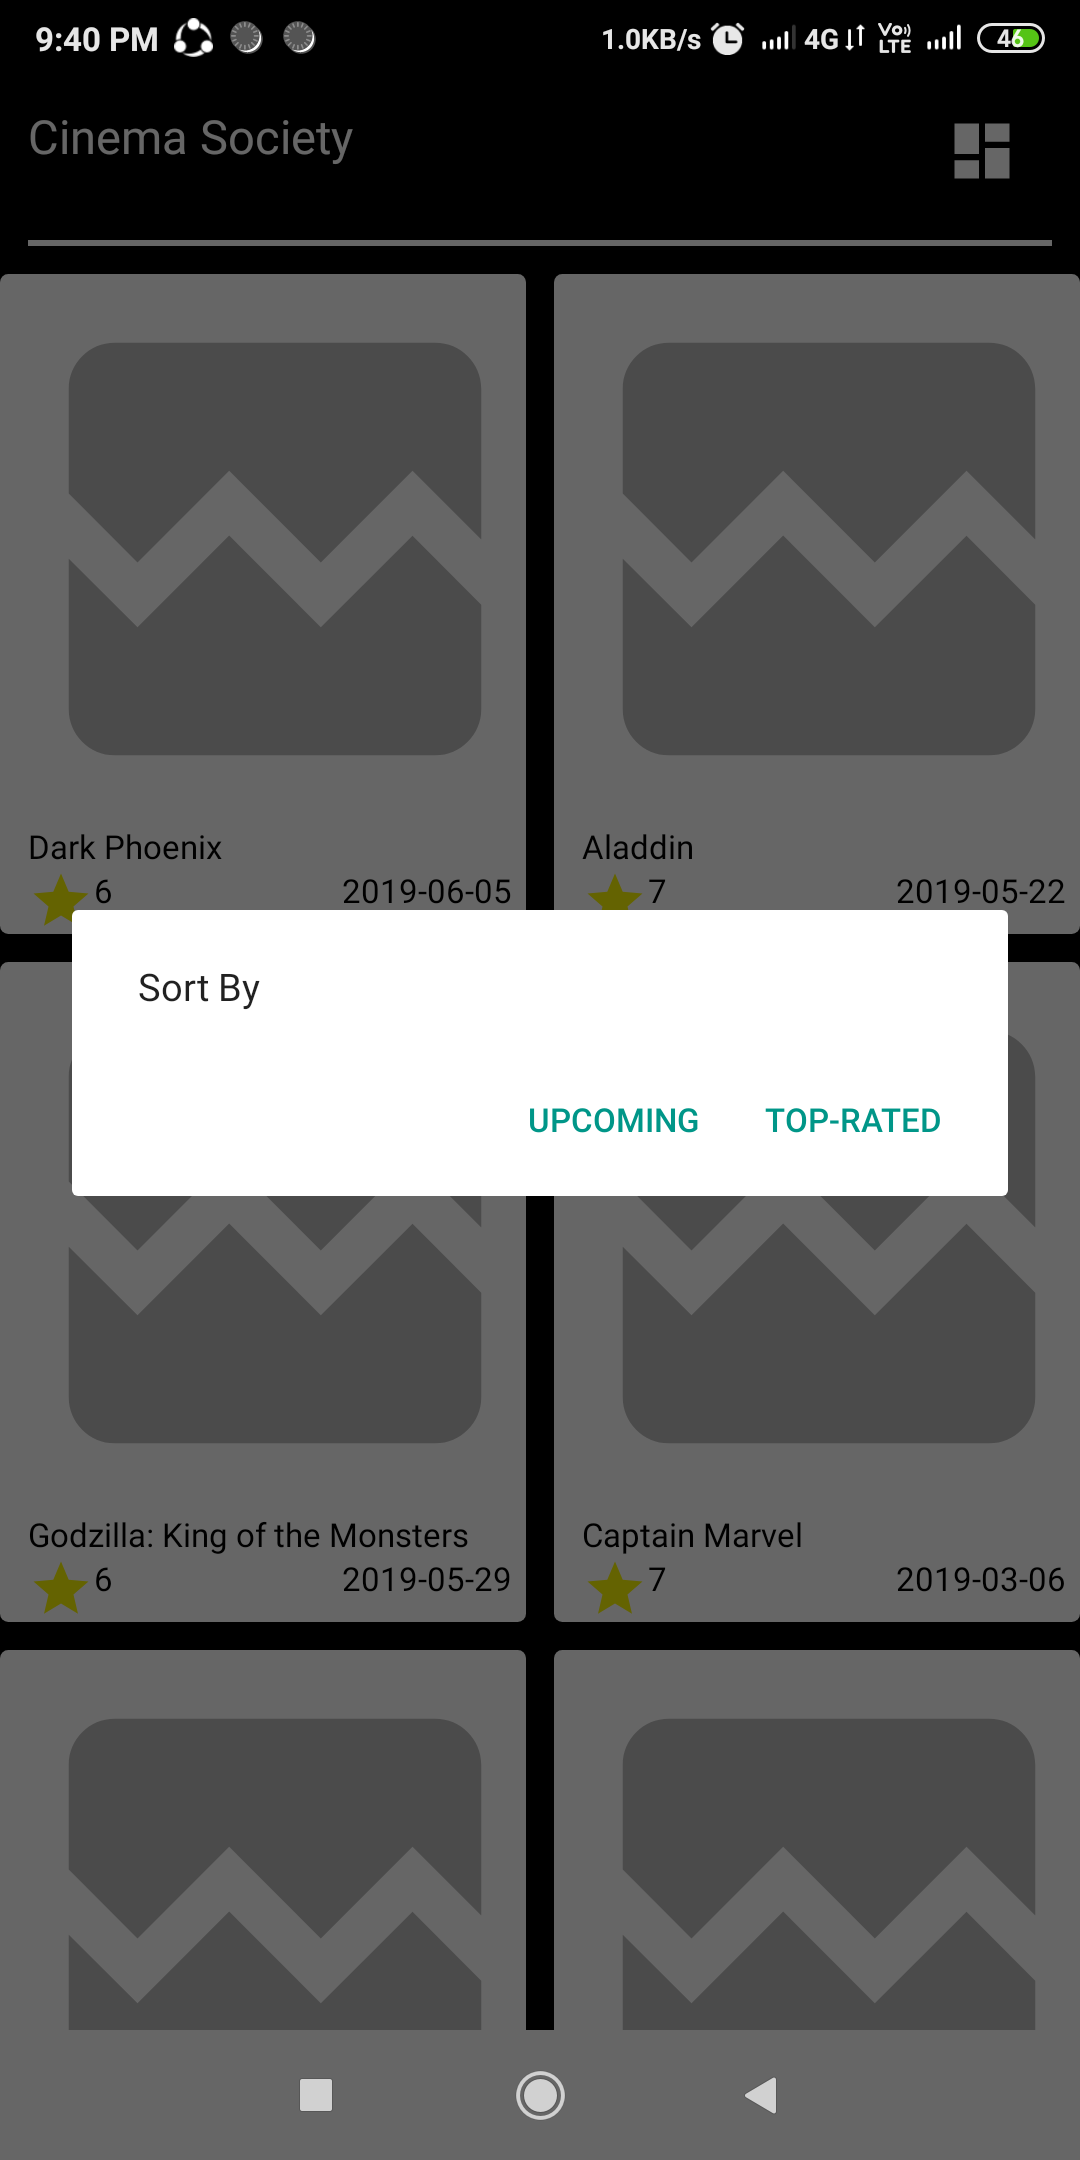 9:40 PM 1.0KB/s 4G Vo) LTE 46
Cinema Society
Dark Phoenix Aladdin
6 2019-06-05 7 2019-05-22
Sort By
UPCOMING TOP-RATED
Godzilla: King of the Monsters Captain Marvel
6 2019-05-29 7 2019-03-06